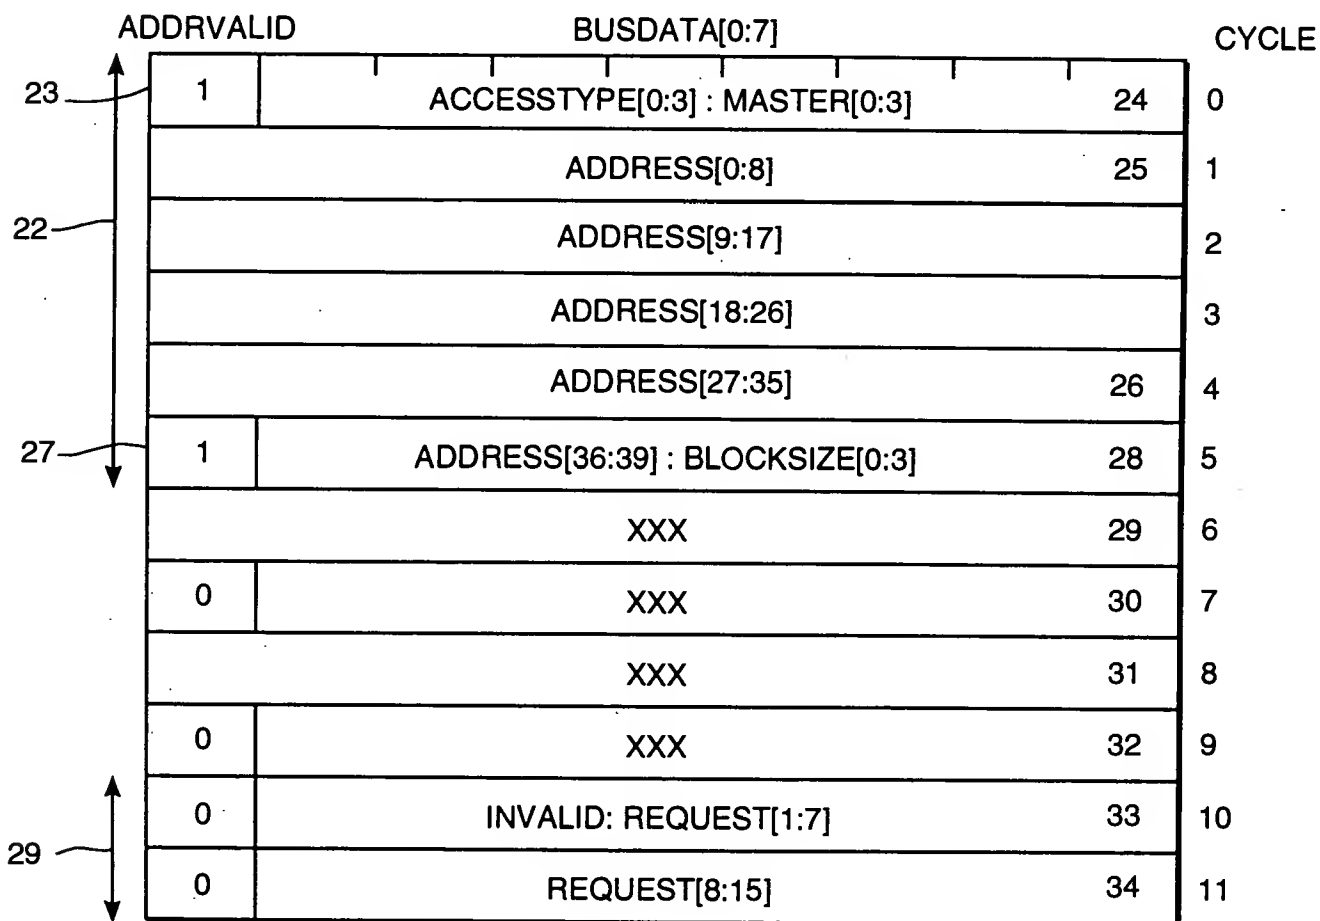 ADDRVALID BUSDATA[0:7] CYCLE
23 1 ACCESSTYPE[0:3] : MASTER[0:3] 24 0
ADDRESS[0:8] 25 1
22 ADDRESS[9:17] 2
ADDRESS[18:26] 3
ADDRESS[27:35] 26 4
27 1 ADDRESS[36:39] : BLOCKSIZE[0:3] 28 5
XXX 29 6
0 XXX 30 7
XXX 31 8
0 XXX 32 9
0 INVALID: REQUEST[1:7] 33 10
29 0 REQUEST[8:15] 34 11